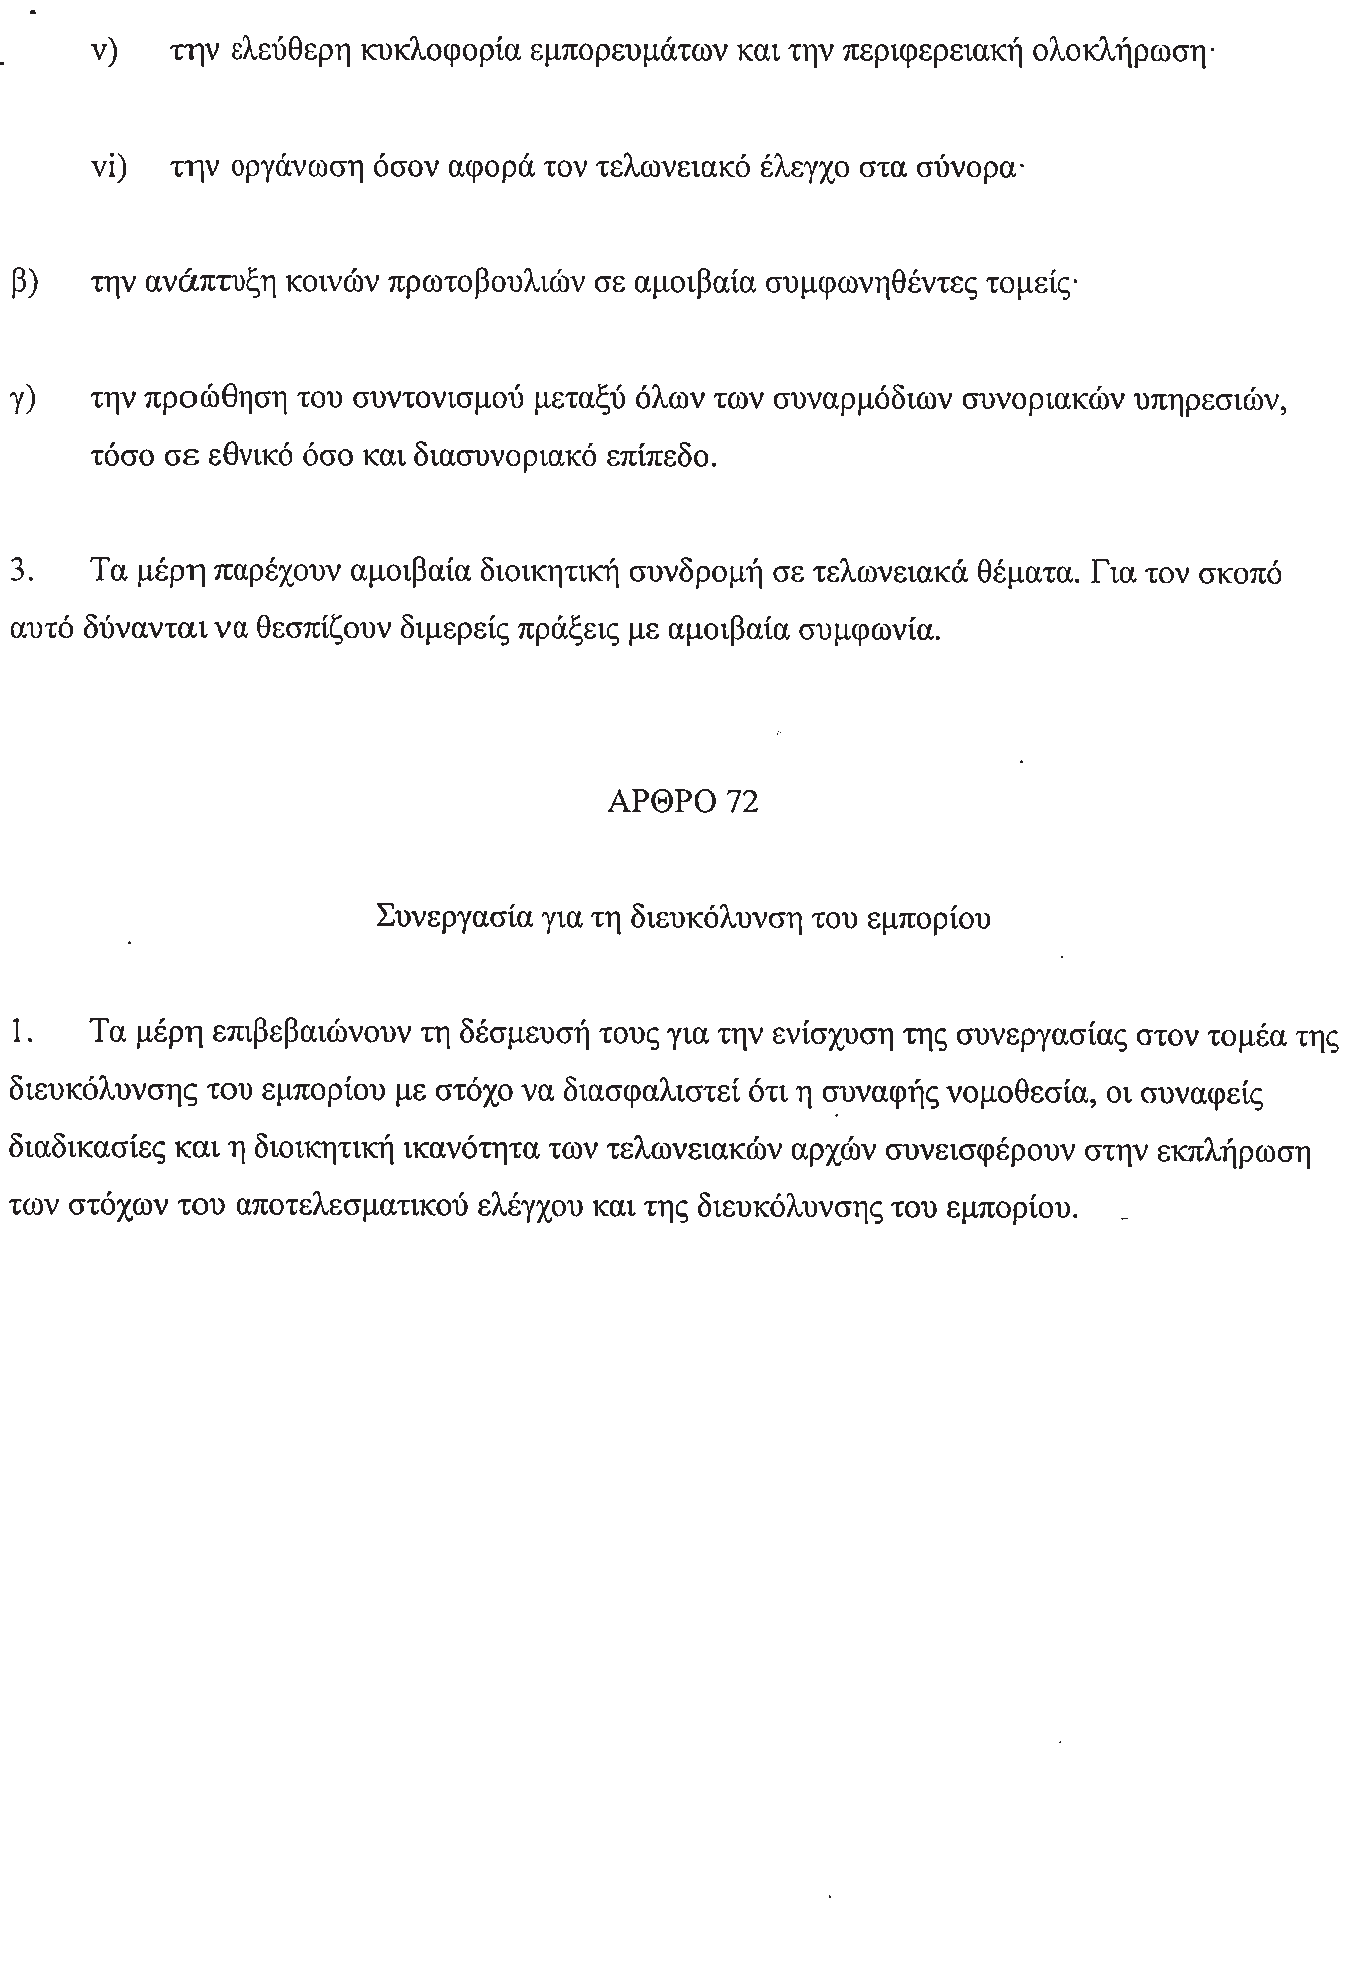 v) την ελεύθερη κυκλοφορία εμπορευμάτων και την περιφερειακή ολοκλήρωση·
vi) την οργάνωση όσον αφορά τον τελωνειακό έλεγχο στα σύνορα·
β) την ανάπτυξη κοινών πρωτοβουλιών σε αμοιβαία συμφωνηθέντες τομείς·
γ) την προώθηση του συντονισμού μεταξύ όλων των συναρμόδιων συνοριακών υπηρεσιών,
τόσο σε εθνικό όσο και διασυνοριακό επίπεδο.
3. Τα μέρη παρέχουν αμοιβαία διοικητική συνδρομή σε τελωνειακά θέματα. Για τον σκοπό
αυτό δύνανται να θεσπίζουν διμερείς πράξεις με αμοιβαία συμφωνία.
ΑΡΘΡΟ 72
Συνεργασία για τη διευκόλυνση του εμπορίου
1. Τα μέρη επιβεβαιώνουν τη δέσμευσή τους για την ενίσχυση της συνεργασίας στον τομέα της
διευκόλυνσης του εμπορίου με στόχο να διασφαλιστεί ότι η συναφής νομοθεσία, οι συναφείς
διαδικασίες και η διοικητική ικανότητα των τελωνειακών αρχών συνεισφέρουν στην εκπλήρωση
των στόχων του αποτελεσματικού ελέγχου και της διευκόλυνσης του εμπορίου.